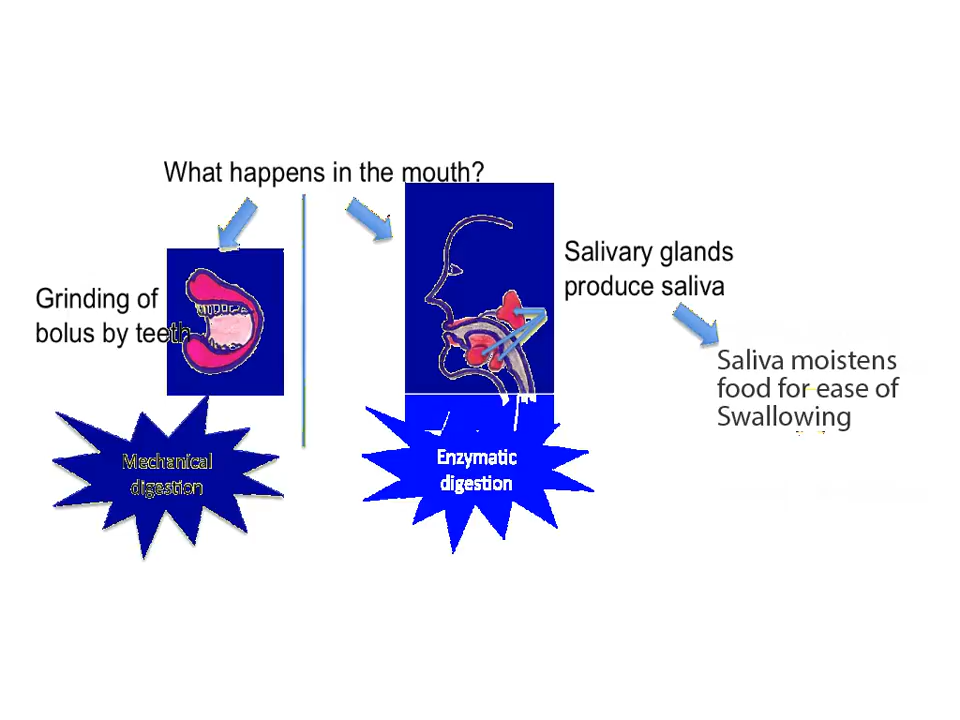 What happens in the mouth?
Grinding of
bolus by teeth
Salivary glands
produce saliva
Saliva moistens
food for ease of
Swallowing
Mechanical
digestion
Enzymatic
digestion